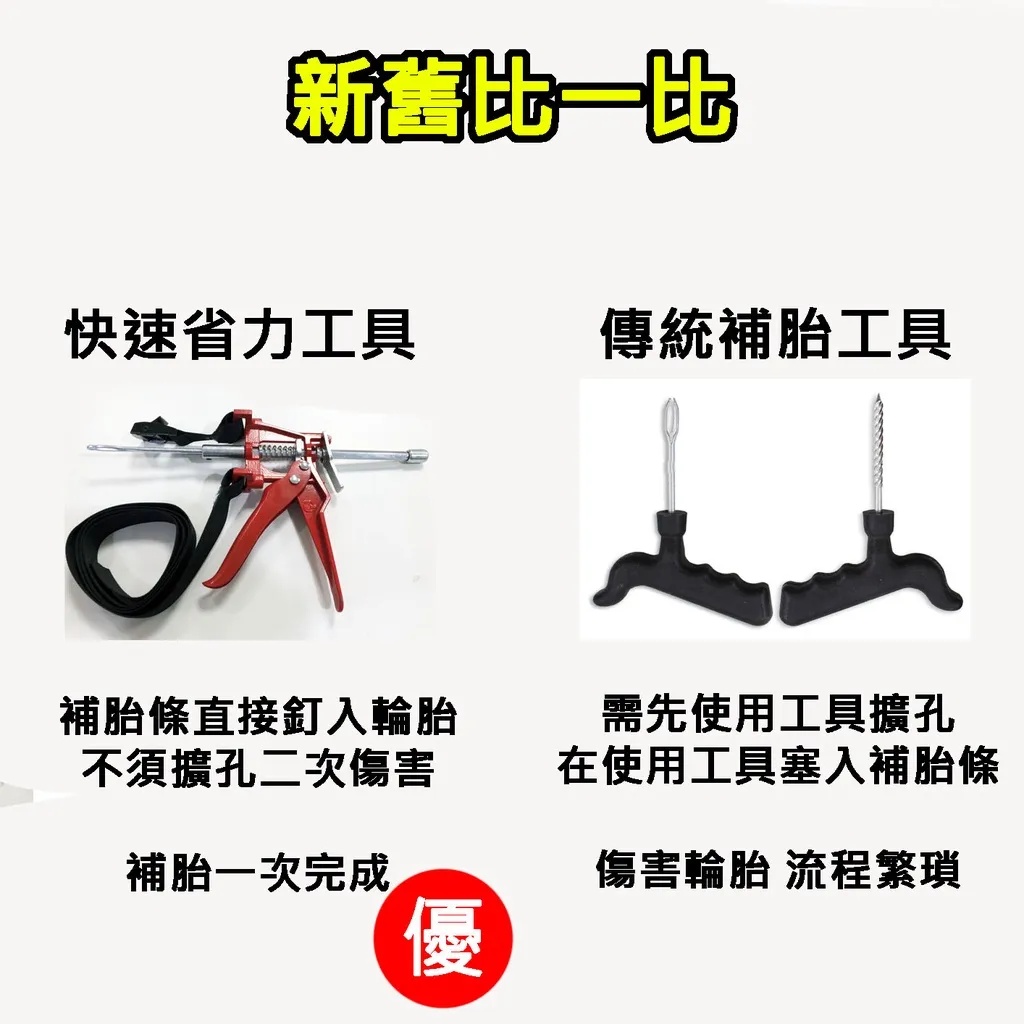 新舊比一比
快速省力工具
傳統補胎工具
補胎條直接釘入輪胎
不須擴孔二次傷害
補胎一次完成
優
需先使用工具擴孔
在使用工具塞入補胎條
傷害輪胎 流程繁瑣